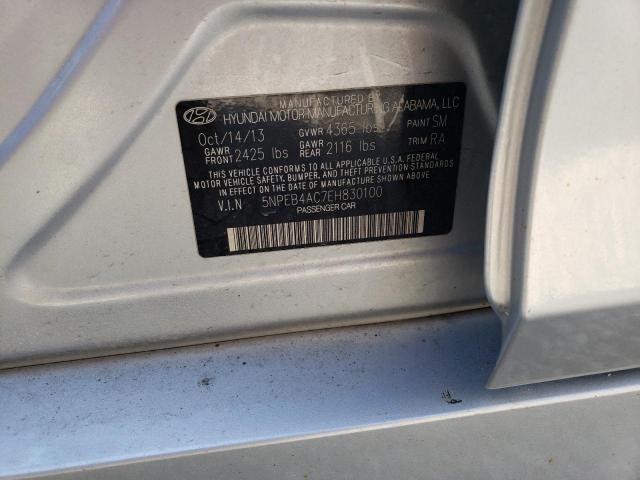 MANUFACTURED BY
HYUNDAI MOTOR MANUFACTURING ALABAMA, LLC
Oct/14/13 GVWR 4365 lbs PAINT SM
GAWR FRONT 2425 lbs GAWR REAR 2116 lbs TRIM RA
THIS VEHICLE CONFORMS TO ALL APPLICABLE U.S.A. FEDERAL
MOTOR VEHICLE SAFETY, BUMPER, AND THEFT PREVENTION STANDARDS
IN EFFECT ON THE DATE OF MANUFACTURE SHOWN ABOVE.
V.I.N 5NPEB4AC7EH830100
PASSENGER CAR